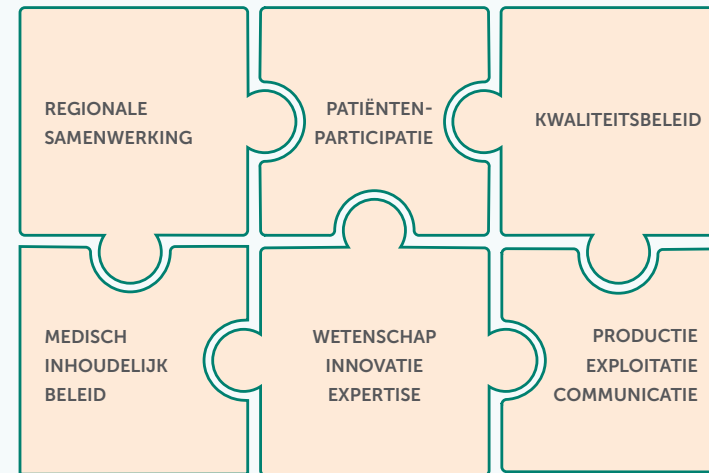 REGIONALE
SAMENWERKING
PATIËNTEN-
PARTICIPATIE
KWALITEITSBELEID
MEDISCH
INHOUDELIJK
BELEID
WETENSCHAP
INNOVATIE
EXPERTISE
PRODUCTIE
EXPLOITATIE
COMMUNICATIE